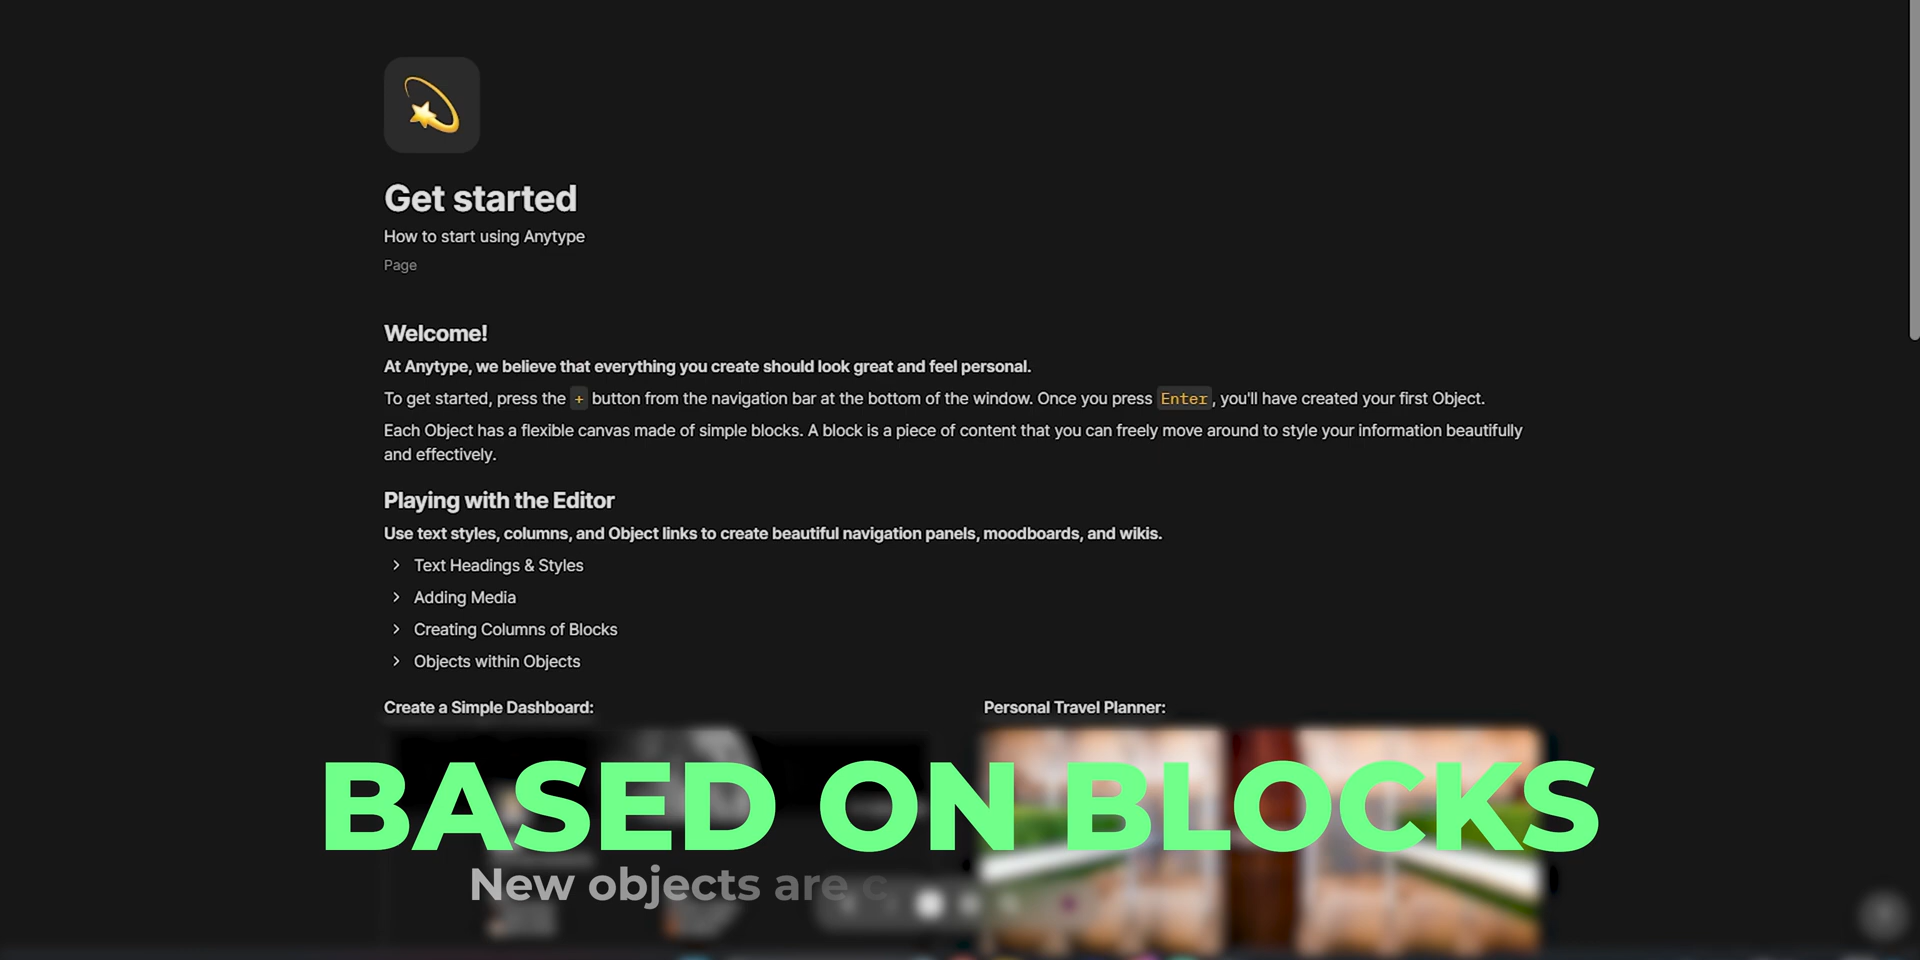 Get started
How to start using Anytype
Page
Welcome!
At Anytype, we believe that everything you create should look great and feel personal.
To get started, press the + button from the navigation bar at the bottom of the window. Once you press Enter, you'll have created your first Object.
Each Object has a flexible canvas made of simple blocks. A block is a piece of content that you can freely move around to style your information beautifully
and effectively.
Playing with the Editor
Use text styles, columns, and Object links to create beautiful navigation panels, moodboards, and wikis.
Text Headings & Styles
Adding Media
Creating Columns of Blocks
Objects within Objects
Create a Simple Dashboard:
Personal Travel Planner:
BASED ON BLOCKS
New objects are c